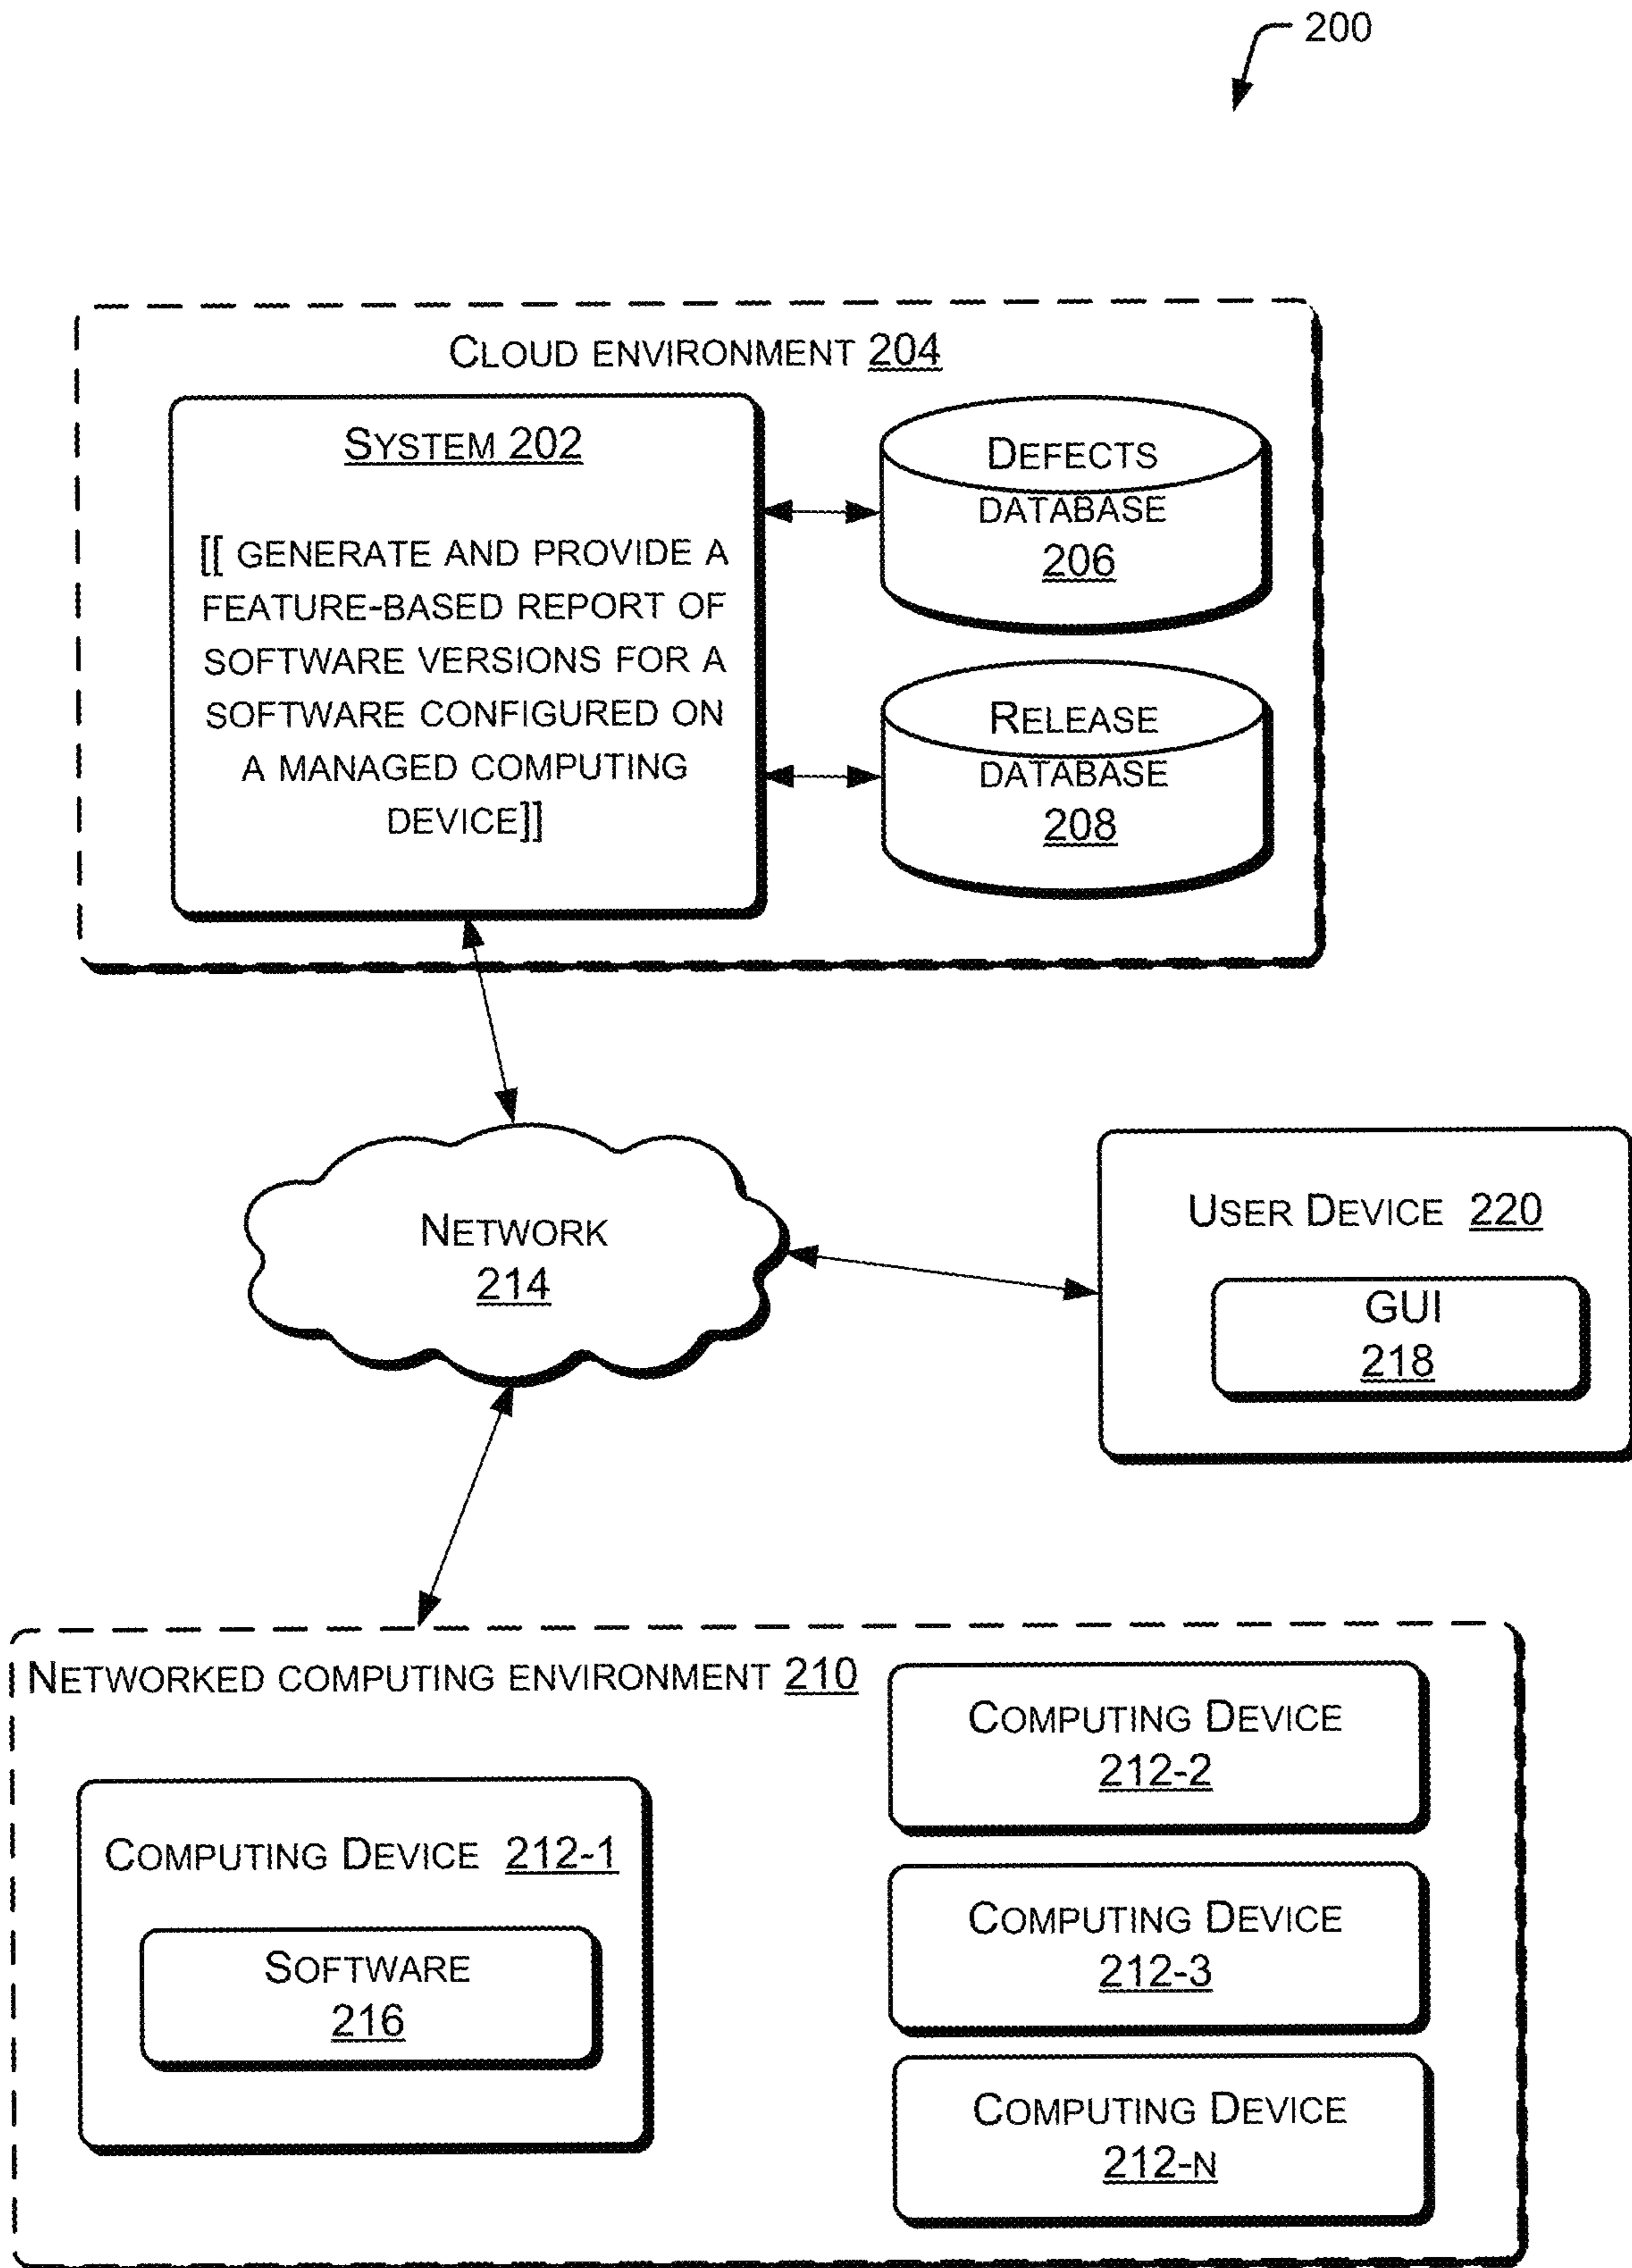 200
CLOUD ENVIRONMENT 204
SYSTEM 202
[[ GENERATE AND PROVIDE A
FEATURE-BASED REPORT OF
SOFTWARE VERSIONS FOR A
SOFTWARE CONFIGURED ON
A MANAGED COMPUTING
DEVICE]]
DEFECTS
DATABASE
206
RELEASE
DATABASE
208
NETWORK
214
USER DEVICE 220
GUI
218
NETWORKED COMPUTING ENVIRONMENT 210
COMPUTING DEVICE 212-1
SOFTWARE
216
COMPUTING DEVICE
212-2
COMPUTING DEVICE
212-3
COMPUTING DEVICE
212-N